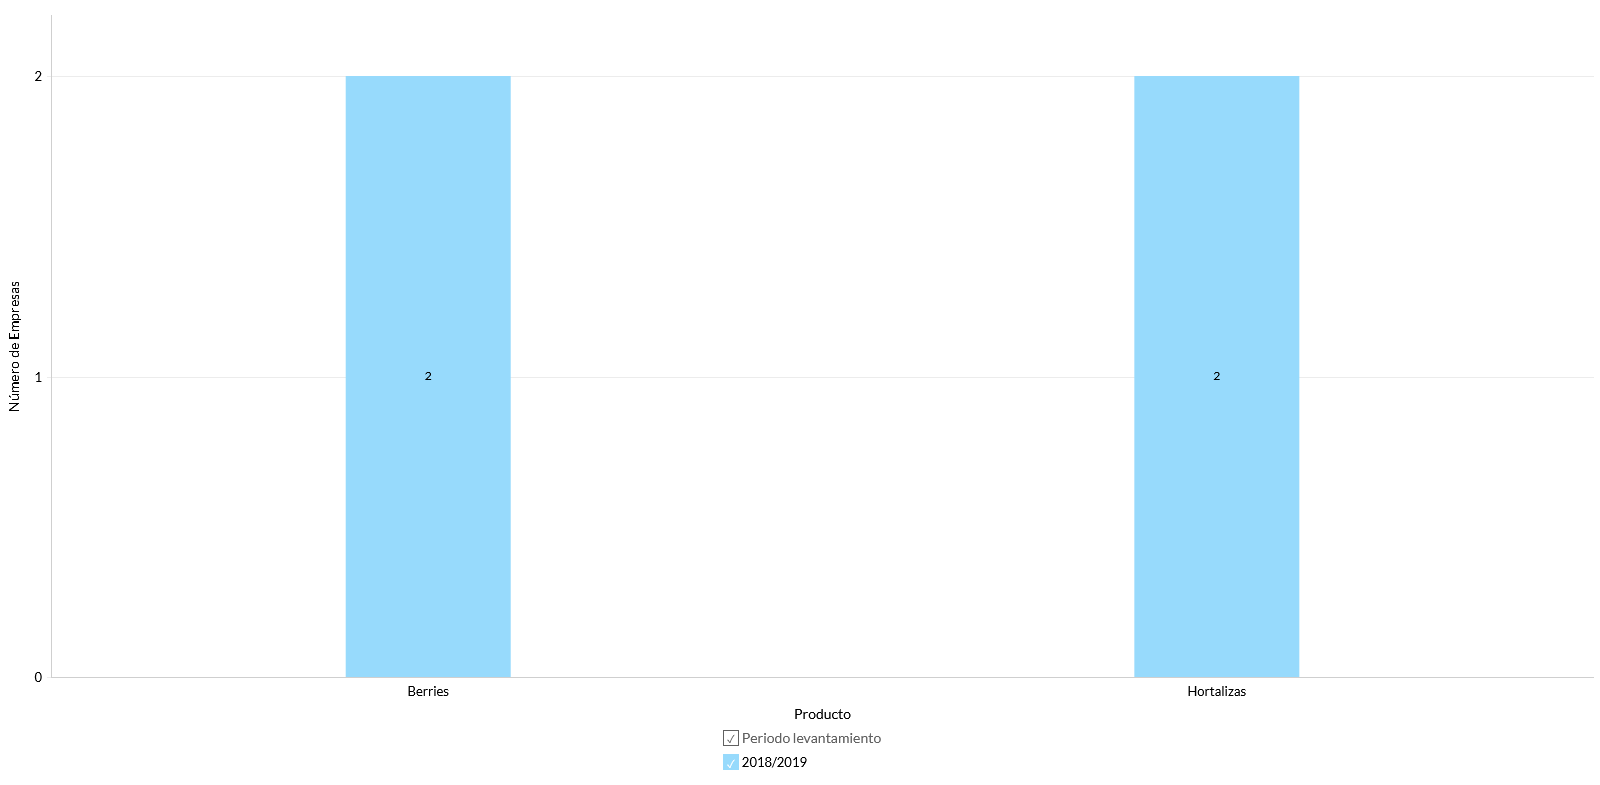 Número de Empresas
2
1
0
2
2
Berries
Hortalizas
Producto
Periodo levantamiento
2018/2019